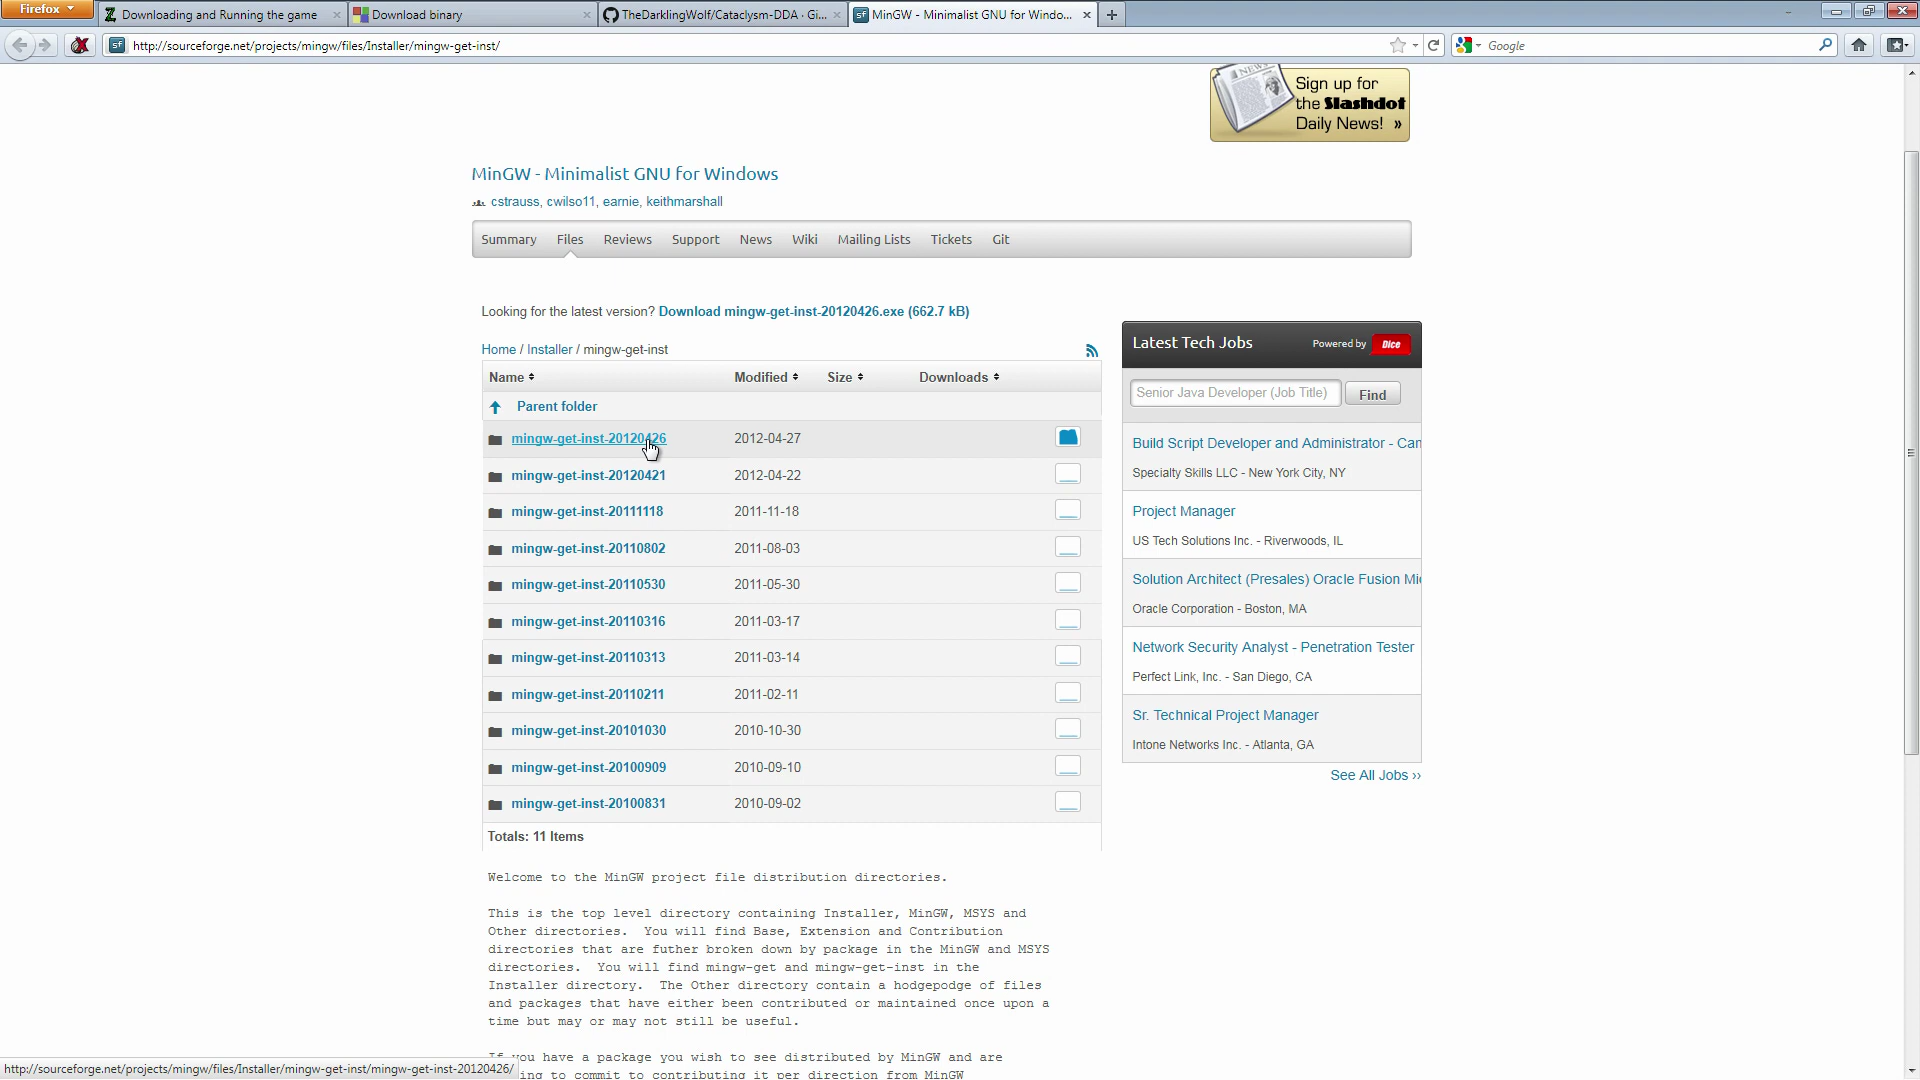 Firefox
Downloading and Running the game
Download binary
TheDarklingWolf/Cataclysm-DDA · Gi...
MinGW - Minimalist GNU for Windo...
http://sourceforge.net/projects/mingw/files/Installer/mingw-get-inst/
Google
NEWS
Sign up for
the Slashdot
Daily News! »
MinGW - Minimalist GNU for Windows
cstrauss, cwilso11, earnie, keithmarshall
Summary Files Reviews Support News Wiki Mailing Lists Tickets Git
Looking for the latest version? Download mingw-get-inst-20120426.exe (662.7 kB)
Home / Installer / mingw-get-inst
Name Modified Size Downloads
Parent folder
mingw-get-inst-20120426 2012-04-27
mingw-get-inst-20120421 2012-04-22
mingw-get-inst-20111118 2011-11-18
mingw-get-inst-20110802 2011-08-03
mingw-get-inst-20110530 2011-05-30
mingw-get-inst-20110316 2011-03-17
mingw-get-inst-20110313 2011-03-14
mingw-get-inst-20110211 2011-02-11
mingw-get-inst-20101030 2010-10-30
mingw-get-inst-20100909 2010-09-10
mingw-get-inst-20100831 2010-09-02
Totals: 11 Items
Latest Tech Jobs Powered by Dice
Senior Java Developer (Job Title) Find
Build Script Developer and Administrator - Can
Specialty Skills LLC - New York City, NY
Project Manager
US Tech Solutions Inc. - Riverwoods, IL
Solution Architect (Presales) Oracle Fusion Mi
Oracle Corporation - Boston, MA
Network Security Analyst - Penetration Tester
Perfect Link, Inc. - San Diego, CA
Sr. Technical Project Manager
Intone Networks Inc. - Atlanta, GA
See All Jobs ››
Welcome to the MinGW project file distribution directories.
This is the top level directory containing Installer, MinGW, MSYS and
Other directories. You will find Base, Extension and Contribution
directories that are futher broken down by package in the MinGW and MSYS
directories. You will find mingw-get and mingw-get-inst in the
Installer directory. The Other directory contain a hodgepodge of files
and packages that have either been contributed or maintained once upon a
time but may or may not still be useful.
If you have a package you wish to see distributed by MinGW and are
ing to commit to contributing it per direction from MinGW
http://sourceforge.net/projects/mingw/files/Installer/mingw-get-inst/mingw-get-inst-20120426/